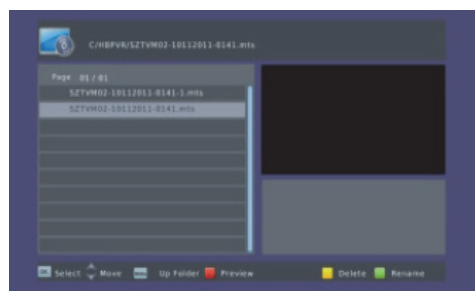 C/HBPVR/SZTVM02-10112011-0141.mts
Page 01/01
SZTVM02-10112011-0141-1.mts
SZTVM02-10112011-0141.mts
OK Select Move Up Folder Preview Delete Rename